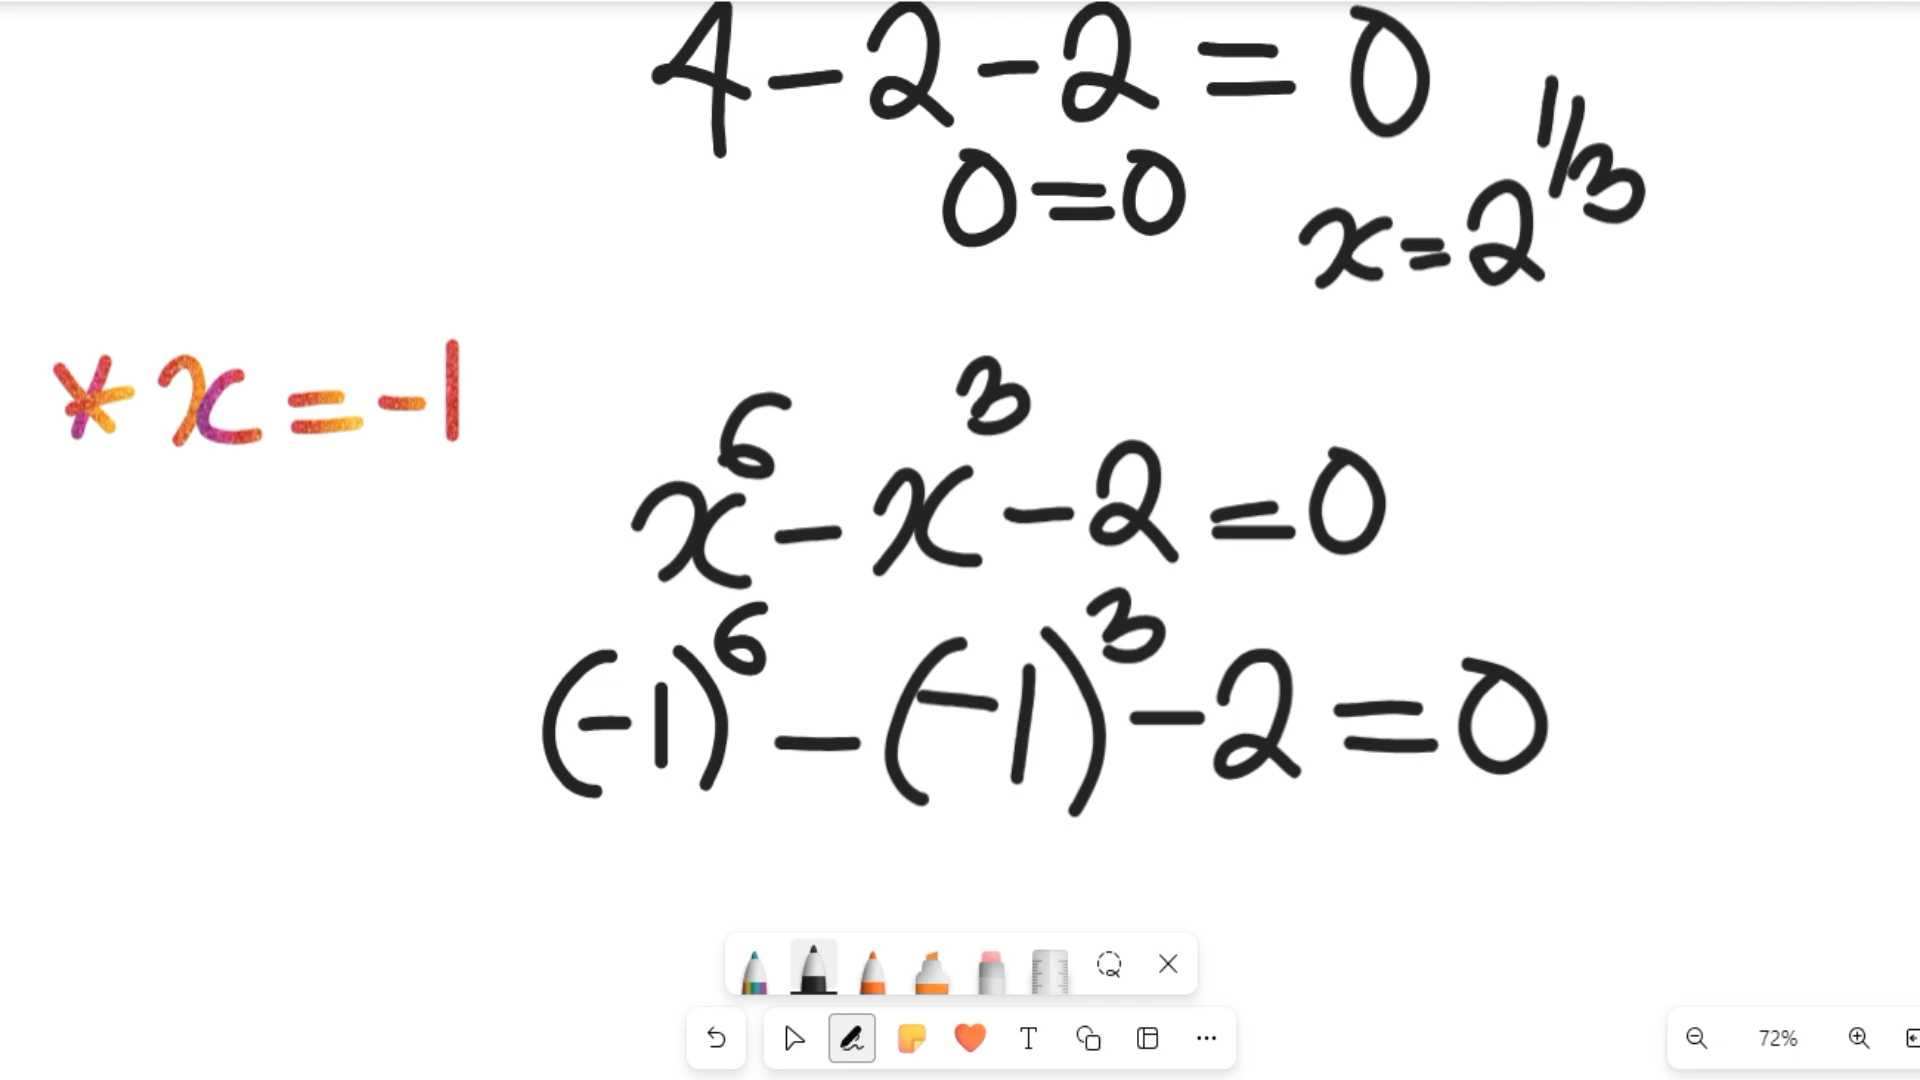 4-2-2=0
0=0
x=2^{1/3}
*x=-1
x^6-x^3-2=0
(-1)^6-(-1)^3-2=0
T
72%